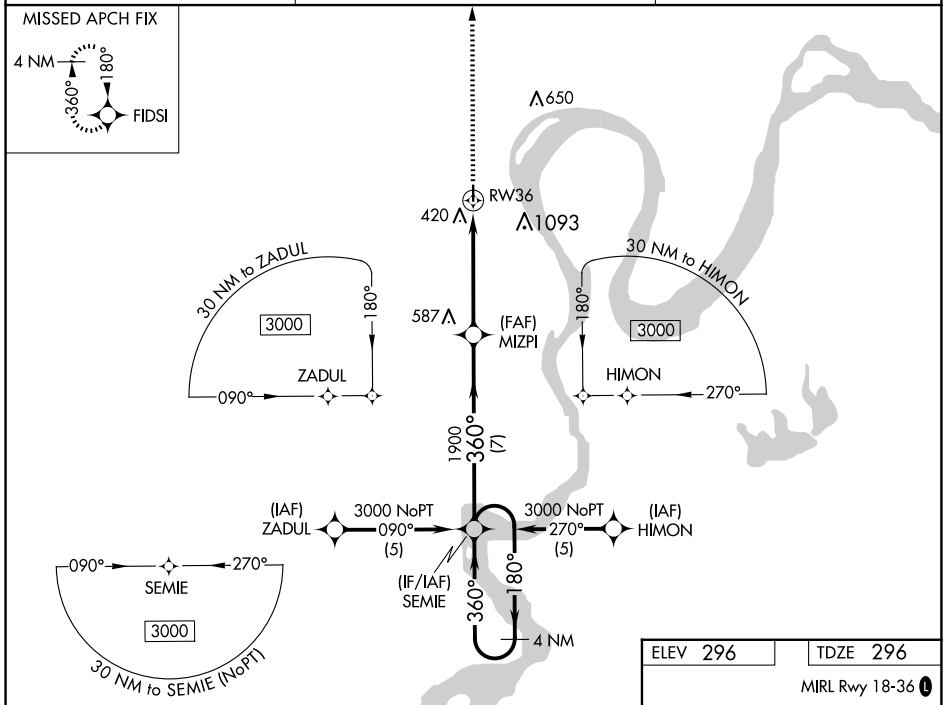 MISSED APCH FIX
4 NM
360°
180°
FIDSI
650
RW36
420
1093
30 NM to ZADUL
3000
180°
ZADUL
090°
587
(FAF)
MIZPI
30 NM to HIMON
180°
3000
HIMON
270°
1900
360°
(7)
(IAF)
ZADUL
3000 NoPT
090°
(5)
3000 NoPT
270°
(5)
(IAF)
HIMON
(IF/IAF)
SEMIE
360°
180°
4 NM
090°
270°
SEMIE
3000
30 NM to SEMIE (NoPT)
ELEV 296
TDZE 296
MIRL Rwy 18-36 L